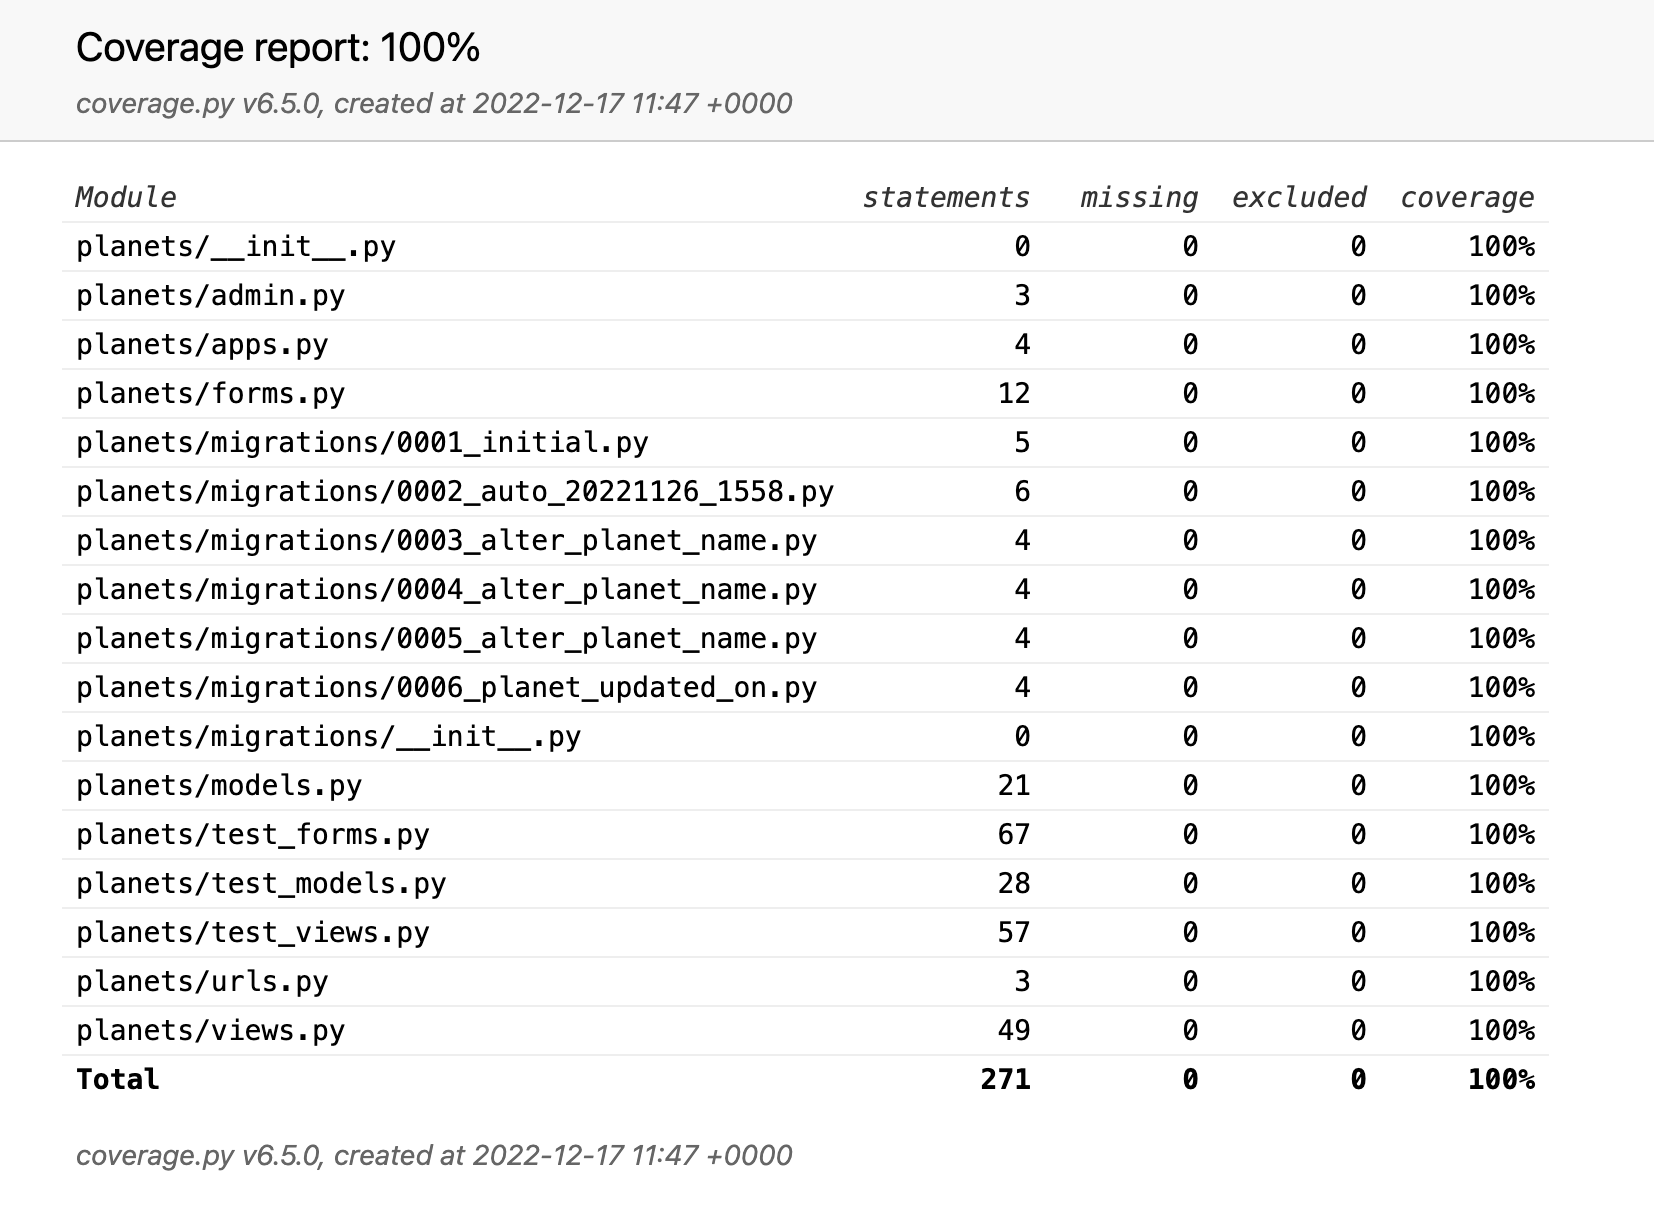 Coverage report: 100%
coverage.py v6.5.0, created at 2022-12-17 11:47 +0000
Module statements missing excluded coverage
planets/__init__.py 0 0 0 100%
planets/admin.py 3 0 0 100%
planets/apps.py 4 0 0 100%
planets/forms.py 12 0 0 100%
planets/migrations/0001_initial.py 5 0 0 100%
planets/migrations/0002_auto_20221126_1558.py 6 0 0 100%
planets/migrations/0003_alter_planet_name.py 4 0 0 100%
planets/migrations/0004_alter_planet_name.py 4 0 0 100%
planets/migrations/0005_alter_planet_name.py 4 0 0 100%
planets/migrations/0006_planet_updated_on.py 4 0 0 100%
planets/migrations/__init__.py 0 0 0 100%
planets/models.py 21 0 0 100%
planets/test_forms.py 67 0 0 100%
planets/test_models.py 28 0 0 100%
planets/test_views.py 57 0 0 100%
planets/urls.py 3 0 0 100%
planets/views.py 49 0 0 100%
Total 271 0 0 100%
coverage.py v6.5.0, created at 2022-12-17 11:47 +0000